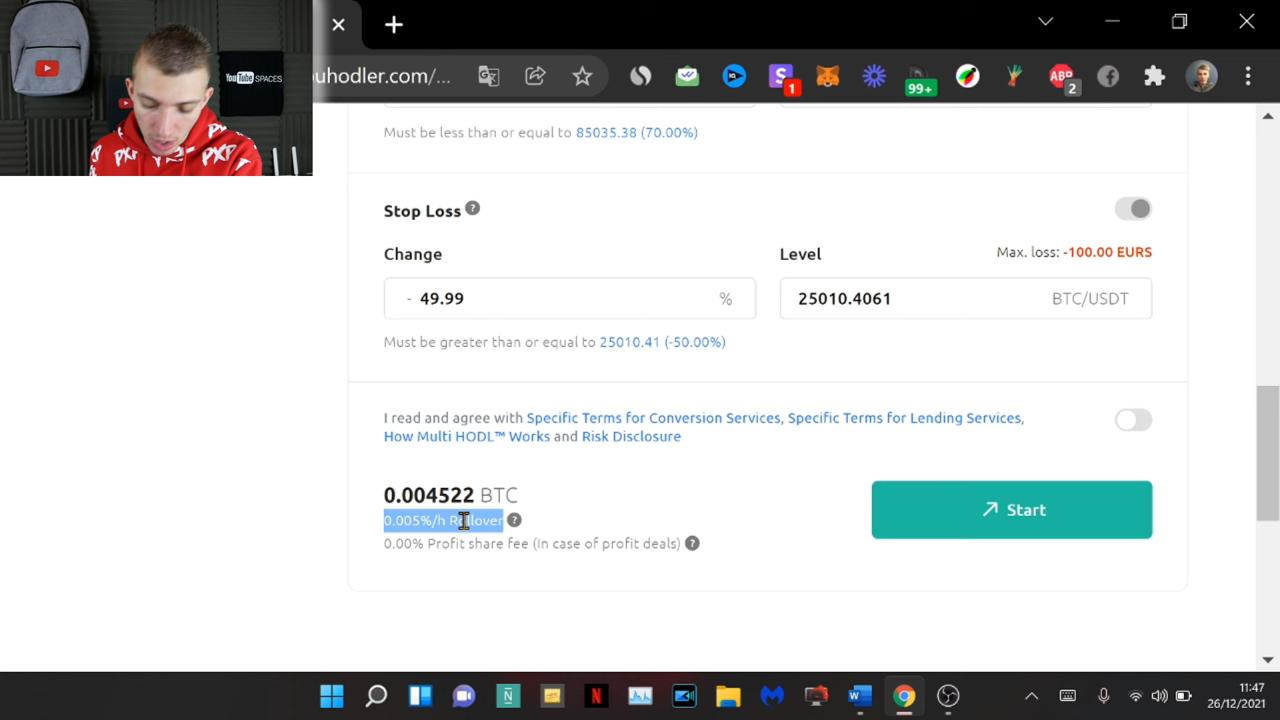 YouTube SPACES
PXP
PXP
PXP
uhodler.com/...
1
99+
ABP
2
Must be less than or equal to 85035.38 (70.00%)
Stop Loss ?
Change
Level
Max. loss: -100.00 EURS
- 49.99 %
25010.4061 BTC/USDT
Must be greater than or equal to 25010.41 (-50.00%)
I read and agree with Specific Terms for Conversion Services, Specific Terms for Lending Services,
How Multi HODL™ Works and Risk Disclosure
0.004522 BTC
0.005%/h Rollover ?
0.00% Profit share fee (In case of profit deals) ?
Start
11:47
26/12/2021